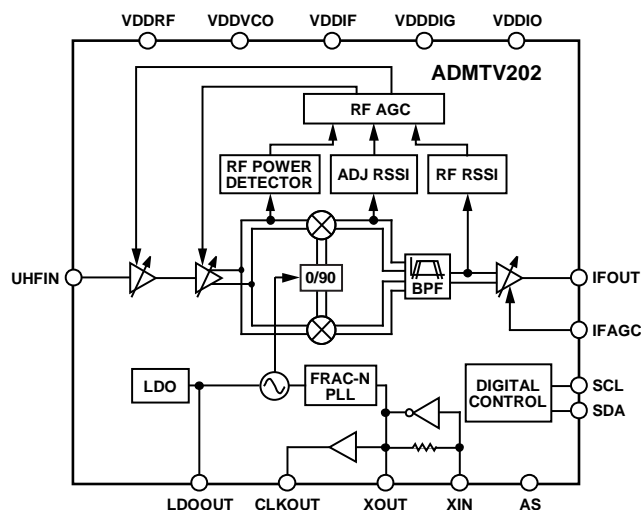 VDDRF VDDVCO VDDIF VDDDIG VDDIO
ADMTV202
RF AGC
RF POWER
DETECTOR
ADJ RSSI
RF RSSI
UHFIN
0/90
BPF
IFOUT
IFAGC
LDO
FRAC-N
PLL
DIGITAL
CONTROL
SCL
SDA
LDOOUT CLKOUT XOUT XIN AS